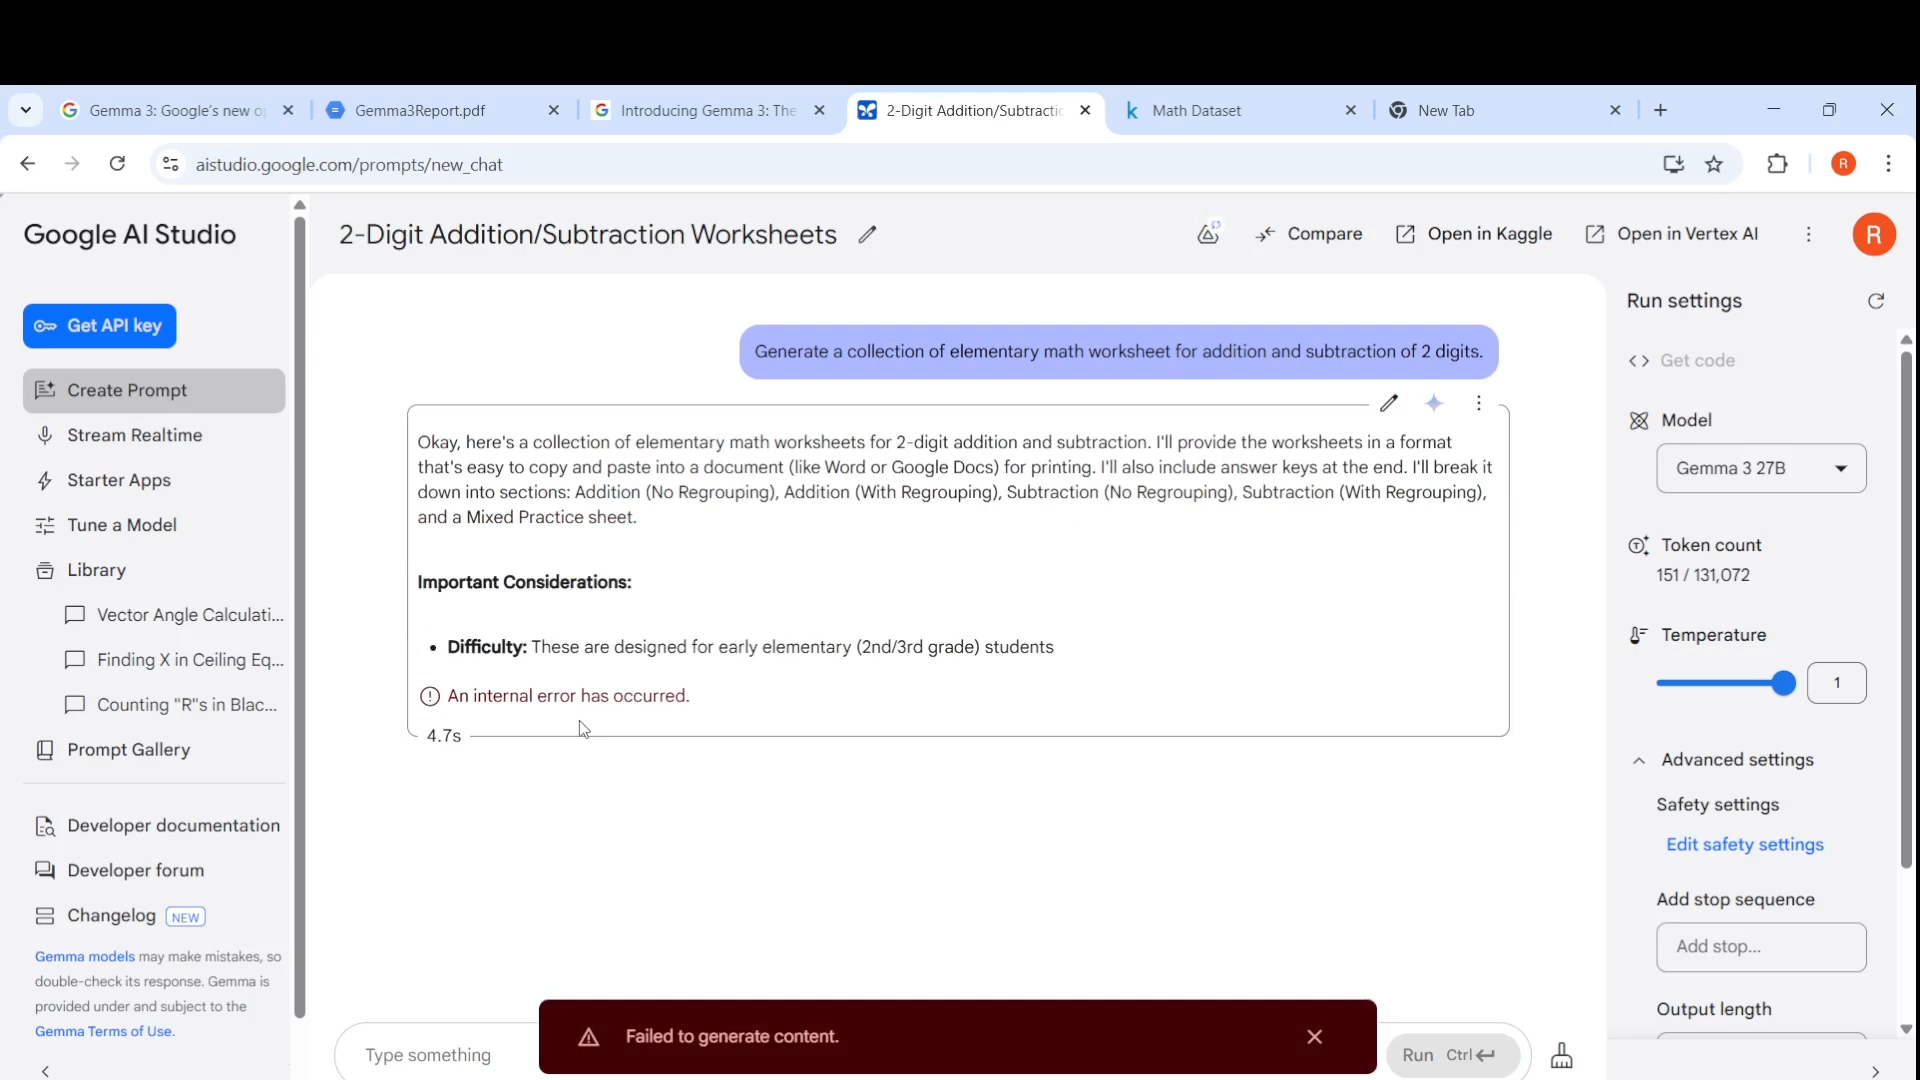 Gemma 3: Google's new o
Gemma3Report.pdf
Introducing Gemma 3: The
2-Digit Addition/Subtractic
Math Dataset
New Tab
aistudio.google.com/prompts/new_chat
R
Google AI Studio
2-Digit Addition/Subtraction Worksheets
Compare
Open in Kaggle
Open in Vertex AI
R
Get API key
Create Prompt
Stream Realtime
Starter Apps
Tune a Model
Library
Vector Angle Calculati...
Finding X in Ceiling Eq...
Counting "R"s in Blac...
Prompt Gallery
Developer documentation
Developer forum
Changelog NEW
Gemma models may make mistakes, so
double-check its response. Gemma is
provided under and subject to the
Gemma Terms of Use.
Generate a collection of elementary math worksheet for addition and subtraction of 2 digits.
Okay, here's a collection of elementary math worksheets for 2-digit addition and subtraction. I'll provide the worksheets in a format
that's easy to copy and paste into a document (like Word or Google Docs) for printing. I'll also include answer keys at the end. I'll break it
down into sections: Addition (No Regrouping), Addition (With Regrouping), Subtraction (No Regrouping), Subtraction (With Regrouping),
and a Mixed Practice sheet.
Important Considerations:
• Difficulty: These are designed for early elementary (2nd/3rd grade) students
An internal error has occurred.
4.7s
Type something
Failed to generate content.
Run Ctrl
Run settings
Get code
Model
Gemma 3 27B
Token count
151 / 131,072
Temperature
1
Advanced settings
Safety settings
Edit safety settings
Add stop sequence
Add stop...
Output length